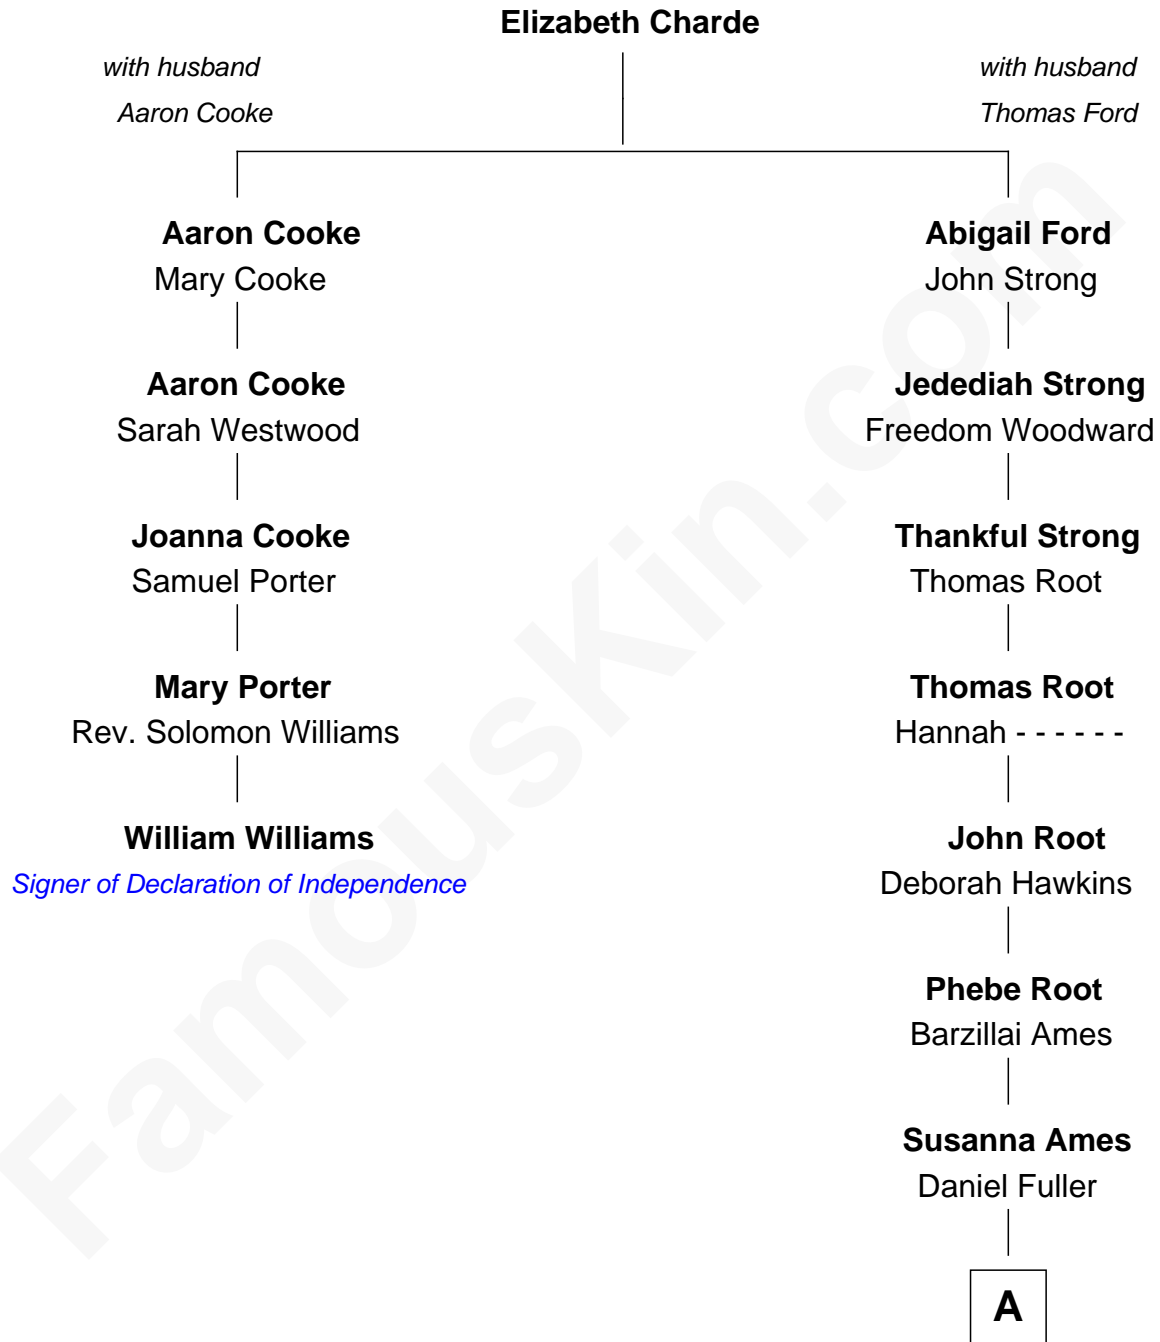 Elizabeth Charde
with husband
Aaron Cooke
with husband
Thomas Ford
Aaron Cooke
Mary Cooke
Aaron Cooke
Sarah Westwood
Joanna Cooke
Samuel Porter
Mary Porter
Rev. Solomon Williams
William Williams
Signer of Declaration of Independence
Abigail Ford
John Strong
Jedediah Strong
Freedom Woodward
Thankful Strong
Thomas Root
Thomas Root
Hannah - - - - - -
John Root
Deborah Hawkins
Phebe Root
Barzillai Ames
Susanna Ames
Daniel Fuller
A
FamousKin.com